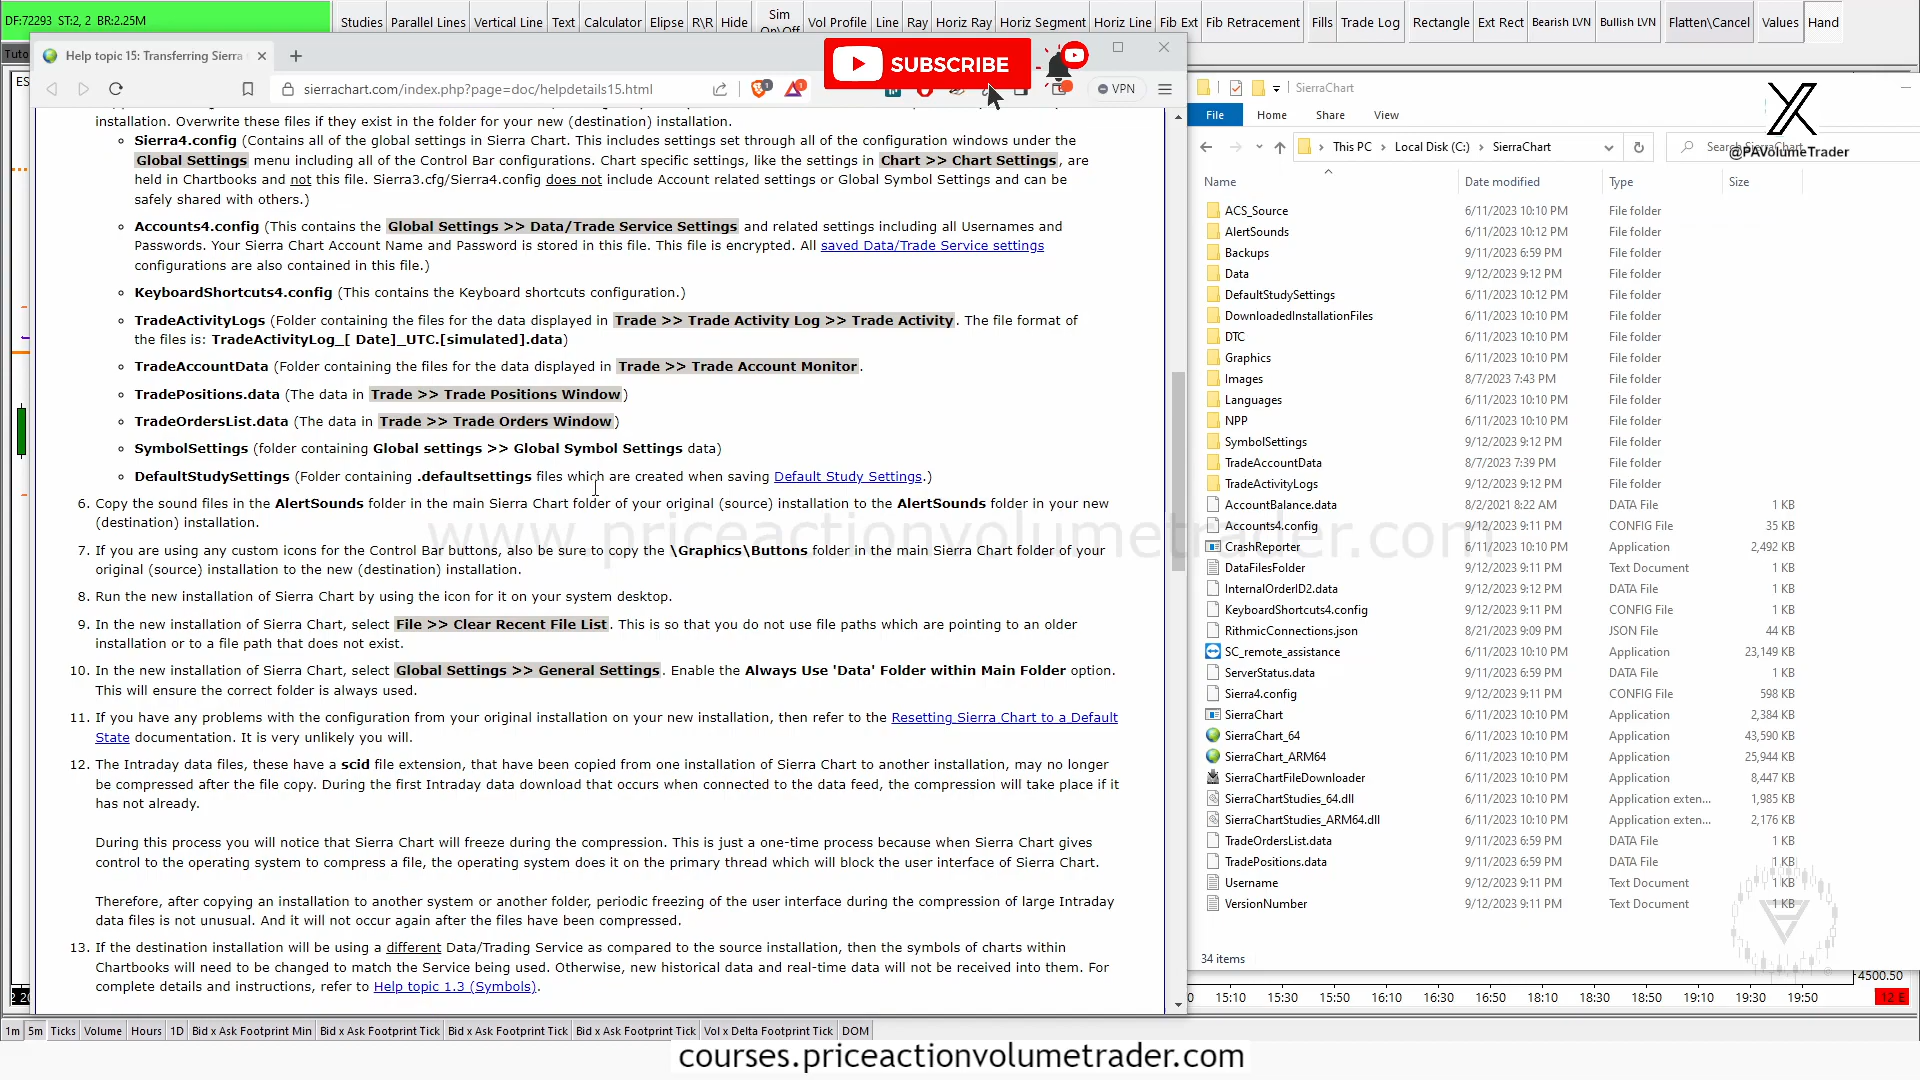 DF:72293 ST:2, 2 BR:2.25M
Studies Parallel Lines Vertical Line Text Calculator Elipse R\R Hide Sim On\Off Vol Profile Line Ray Horiz Ray Horiz Segment Horiz Line Fib Ext Fib Retracement Fills Trade Log Rectangle Ext Rect Bearish LVN Bullish LVN Flatten\Cancel Values Hand
Tuto
Help topic 15: Transferring Sierra
SUBSCRIBE
sierrachart.com/index.php?page=doc/helpdetails15.html
VPN
installation. Overwrite these files if they exist in the folder for your new (destination) installation.
Sierra4.config (Contains all of the global settings in Sierra Chart. This includes settings set through all of the configuration windows under the
Global Settings menu including all of the Control Bar configurations. Chart specific settings, like the settings in Chart >> Chart Settings, are
held in Chartbooks and not this file. Sierra3.cfg/Sierra4.config does not include Account related settings or Global Symbol Settings and can be
safely shared with others.)
Accounts4.config (This contains the Global Settings >> Data/Trade Service Settings and related settings including all Usernames and
Passwords. Your Sierra Chart Account Name and Password is stored in this file. This file is encrypted. All saved Data/Trade Service settings
configurations are also contained in this file.)
KeyboardShortcuts4.config (This contains the Keyboard shortcuts configuration.)
TradeActivityLogs (Folder containing the files for the data displayed in Trade >> Trade Activity Log >> Trade Activity. The file format of
the files is: TradeActivityLog_[ Date]_UTC.[simulated].data)
TradeAccountData (Folder containing the files for the data displayed in Trade >> Trade Account Monitor.
TradePositions.data (The data in Trade >> Trade Positions Window)
TradeOrdersList.data (The data in Trade >> Trade Orders Window)
SymbolSettings (folder containing Global settings >> Global Symbol Settings data)
DefaultStudySettings (Folder containing .defaultsettings files which are created when saving Default Study Settings.)
6. Copy the sound files in the AlertSounds folder in the main Sierra Chart folder of your original (source) installation to the AlertSounds folder in your new
(destination) installation.
www.priceactionvolumetrader.com
7. If you are using any custom icons for the Control Bar buttons, also be sure to copy the \Graphics\Buttons folder in the main Sierra Chart folder of your
original (source) installation to the new (destination) installation.
8. Run the new installation of Sierra Chart by using the icon for it on your system desktop.
9. In the new installation of Sierra Chart, select File >> Clear Recent File List. This is so that you do not use file paths which are pointing to an older
installation or to a file path that does not exist.
10. In the new installation of Sierra Chart, select Global Settings >> General Settings. Enable the Always Use 'Data' Folder within Main Folder option.
This will ensure the correct folder is always used.
11. If you have any problems with the configuration from your original installation on your new installation, then refer to the Resetting Sierra Chart to a Default
State documentation. It is very unlikely you will.
12. The Intraday data files, these have a scid file extension, that have been copied from one installation of Sierra Chart to another installation, may no longer
be compressed after the file copy. During the first Intraday data download that occurs when connected to the data feed, the compression will take place if it
has not already.
During this process you will notice that Sierra Chart will freeze during the compression. This is just a one-time process because when Sierra Chart gives
control to the operating system to compress a file, the operating system does it on the primary thread which will block the user interface of Sierra Chart.
Therefore, after copying an installation to another system or another folder, periodic freezing of the user interface during the compression of large Intraday
data files is not unusual. And it will not occur again after the files have been compressed.
13. If the destination installation will be using a different Data/Trading Service as compared to the source installation, then the symbols of charts within
Chartbooks will need to be changed to match the Service being used. Otherwise, new historical data and real-time data will not be received into them. For
complete details and instructions, refer to Help topic 1.3 (Symbols).
SierraChart
File Home Share View
This PC Local Disk (C:) SierraChart
@PAVolumeTrader
Name Date modified Type Size
ACS_Source 6/11/2023 10:10 PM File folder
AlertSounds 6/11/2023 10:12 PM File folder
Backups 9/11/2023 6:59 PM File folder
Data 9/12/2023 9:12 PM File folder
DefaultStudySettings 6/11/2023 10:12 PM File folder
DownloadedInstallationFiles 6/11/2023 10:10 PM File folder
DTC 6/11/2023 10:10 PM File folder
Graphics 6/11/2023 10:10 PM File folder
Images 8/7/2023 7:43 PM File folder
Languages 6/11/2023 10:10 PM File folder
NPP 6/11/2023 10:10 PM File folder
SymbolSettings 9/12/2023 9:12 PM File folder
TradeAccountData 8/7/2023 7:39 PM File folder
TradeActivityLogs 9/12/2023 9:12 PM File folder
AccountBalance.data 8/2/2021 8:22 AM DATA File 1 KB
Accounts4.config 9/12/2023 9:11 PM CONFIG File 35 KB
CrashReporter 6/11/2023 10:10 PM Application 2,492 KB
DataFilesFolder 9/12/2023 9:11 PM Text Document 1 KB
InternalOrderID2.data 9/12/2023 9:12 PM DATA File 1 KB
KeyboardShortcuts4.config 9/12/2023 9:11 PM CONFIG File 1 KB
RithmicConnections.json 8/21/2023 9:09 PM JSON File 44 KB
SC_remote_assistance 6/11/2023 10:10 PM Application 23,149 KB
ServerStatus.data 9/11/2023 6:59 PM DATA File 1 KB
Sierra4.config 9/12/2023 9:11 PM CONFIG File 598 KB
SierraChart 6/11/2023 10:10 PM Application 2,384 KB
SierraChart_64 6/11/2023 10:10 PM Application 43,590 KB
SierraChart_ARM64 6/11/2023 10:10 PM Application 25,944 KB
SierraChartFileDownloader 6/11/2023 10:10 PM Application 8,447 KB
SierraChartStudies_64.dll 6/11/2023 10:10 PM Application exten... 1,985 KB
SierraChartStudies_ARM64.dll 6/11/2023 10:10 PM Application exten... 2,176 KB
TradeOrdersList.data 9/11/2023 6:59 PM DATA File 1 KB
TradePositions.data 9/11/2023 6:59 PM DATA File 1 KB
Username 9/12/2023 9:11 PM Text Document 1 KB
VersionNumber 9/12/2023 9:11 PM Text Document 1 KB
34 items
4500.50
15:10 15:30 15:50 16:10 16:30 16:50 18:10 18:30 18:50 19:10 19:30 19:50
1m 5m Ticks Volume Hours 1D Bid x Ask Footprint Min Bid x Ask Footprint Tick Bid x Ask Footprint Tick Bid x Ask Footprint Tick Vol x Delta Footprint Tick DOM
courses.priceactionvolumetrader.com